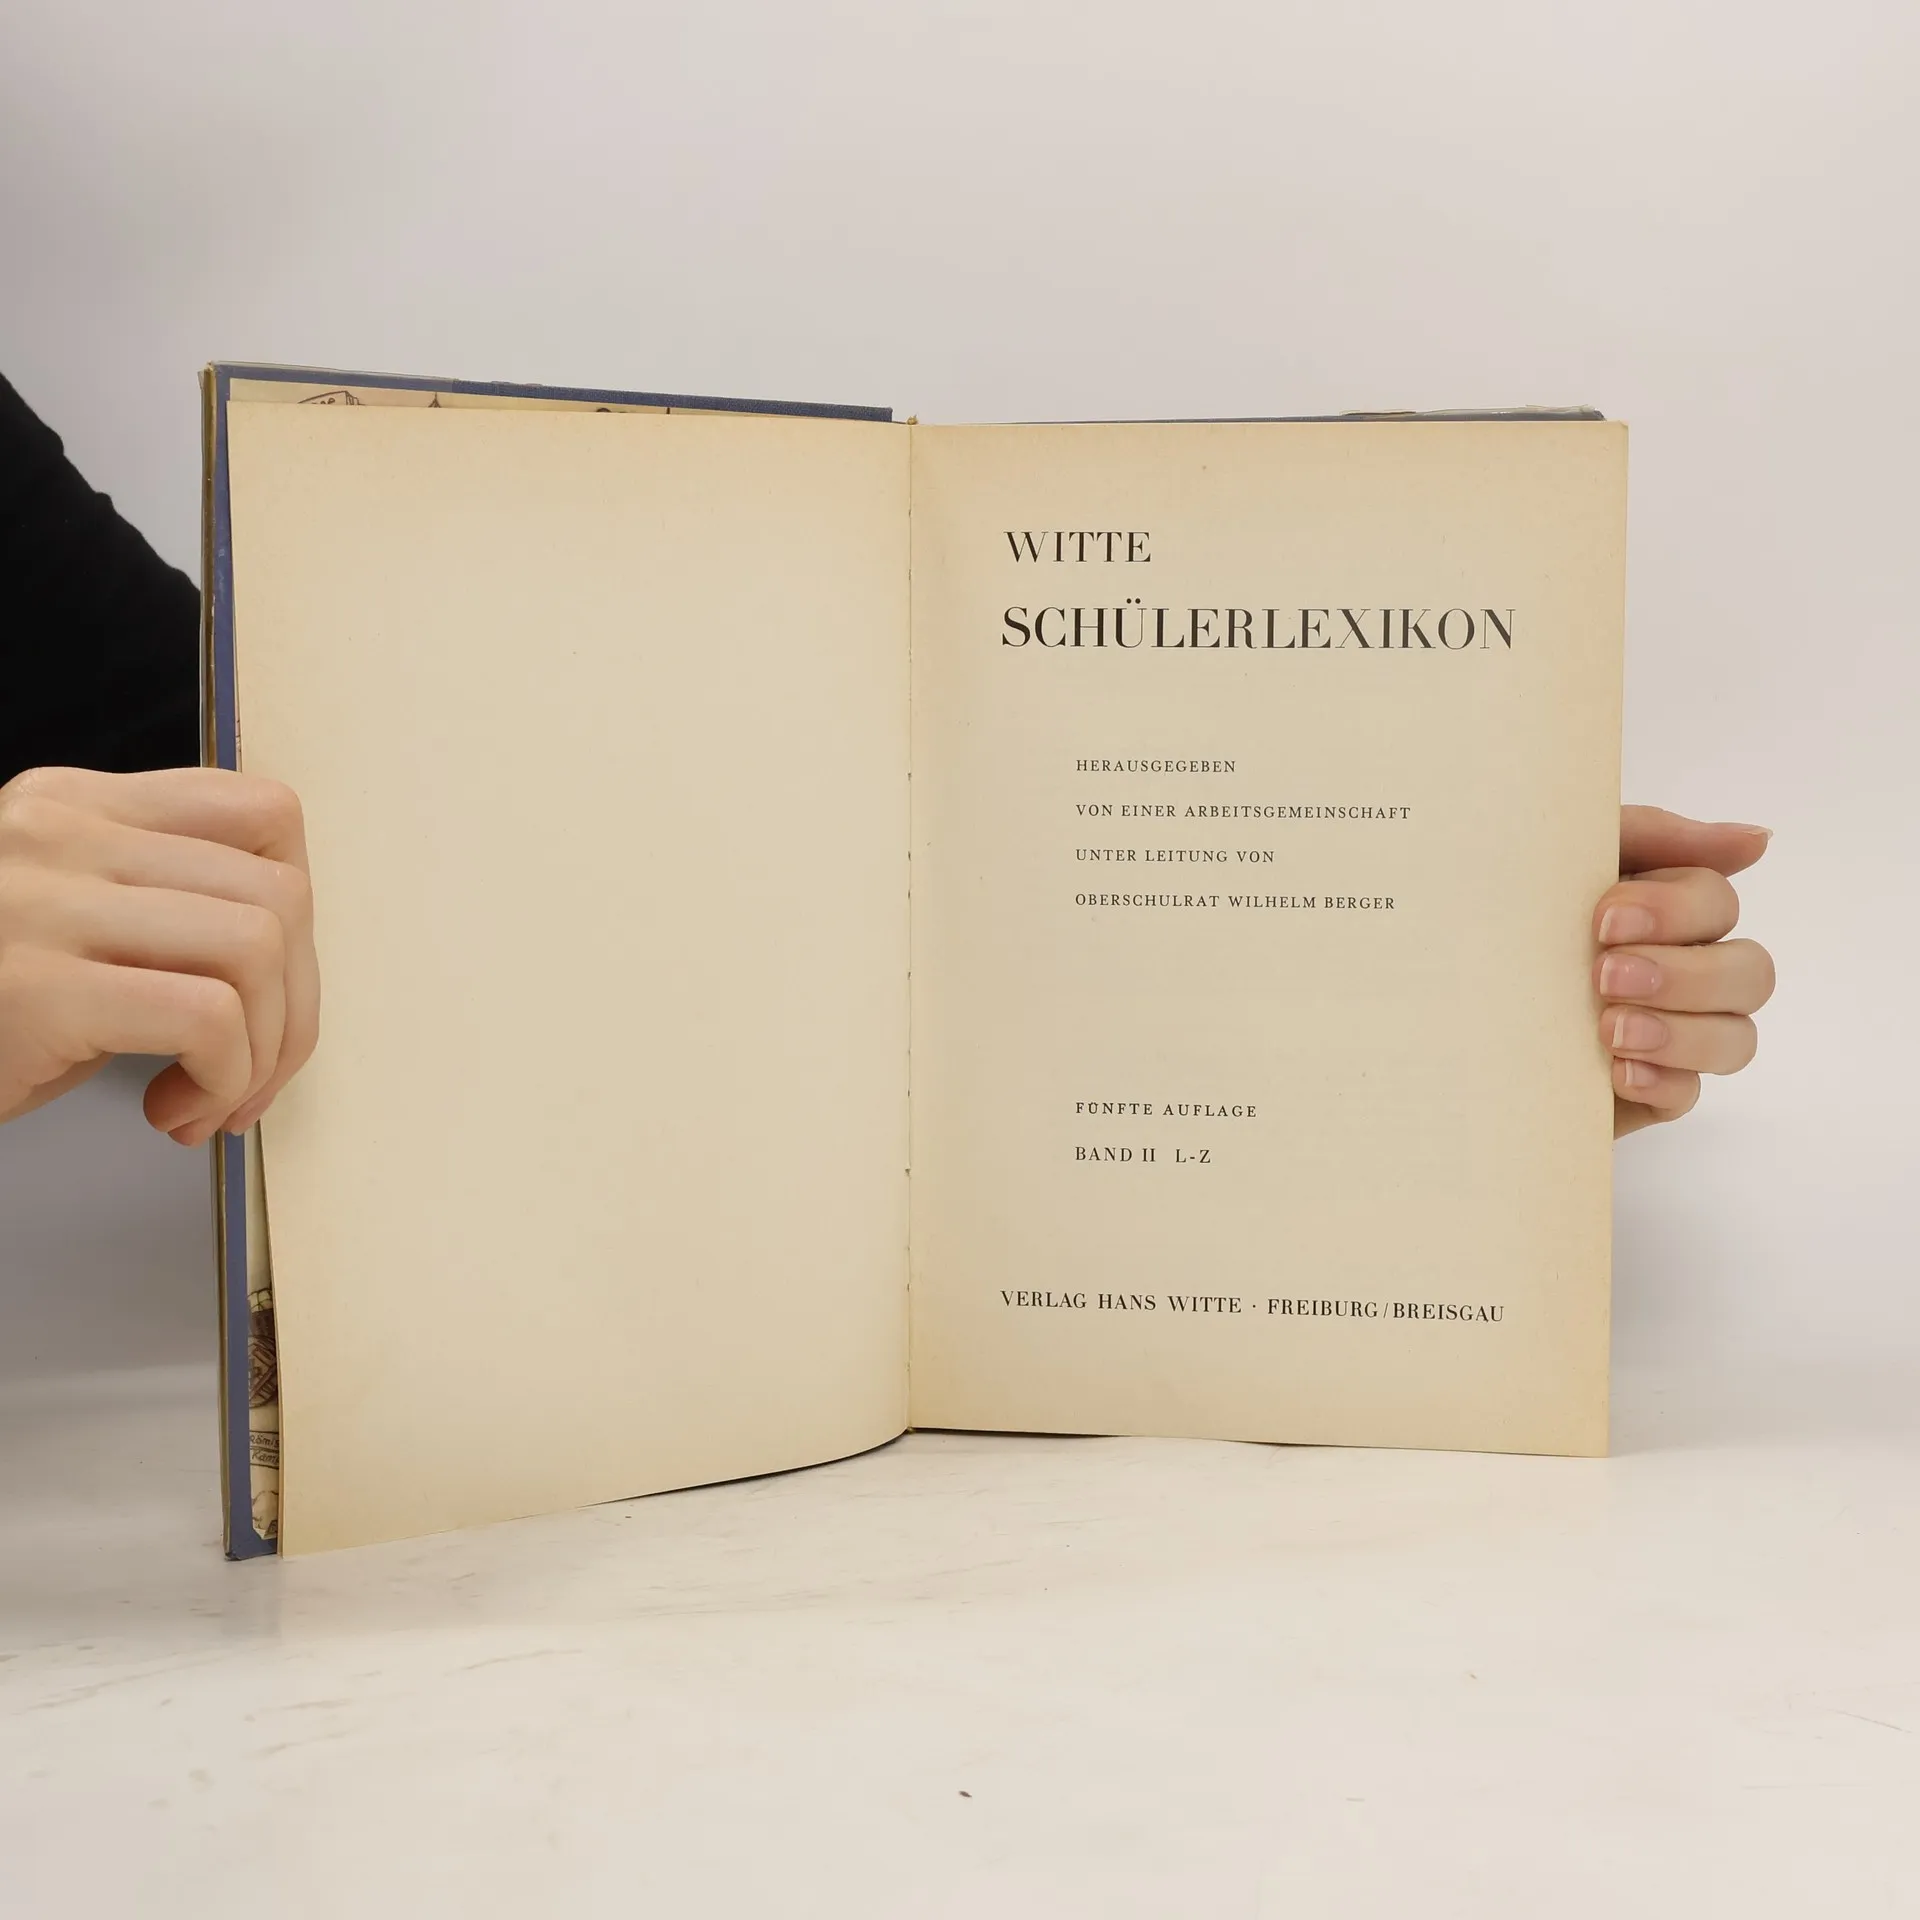 WITTE
SCHÜLERLEXIKON
HERAUSGEGEBEN
VON EINER ARBEITSGEMEINSCHAFT
UNTER LEITUNG VON
OBERSCHULRAT WILHELM BERGER
FÜNFTE AUFLAGE
BAND II L-Z
VERLAG HANS WITTE · FREIBURG/BREISGAU